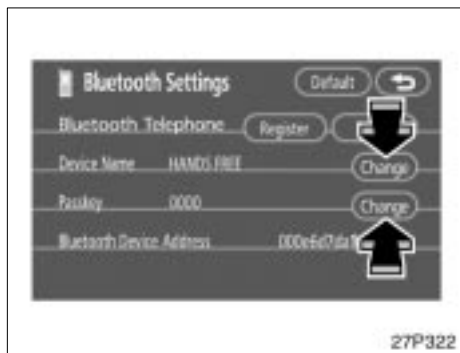 Bluetooth Settings Default
Bluetooth Telephone Register
Device Name HANDS FREE Change
Passkey 0000 Change
Bluetooth Device Address
27P322